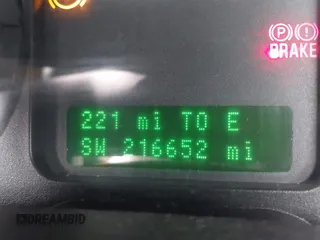 (P) (!)
BRAKE
221 mi TO E
SW 216652 mi
DREAMBID